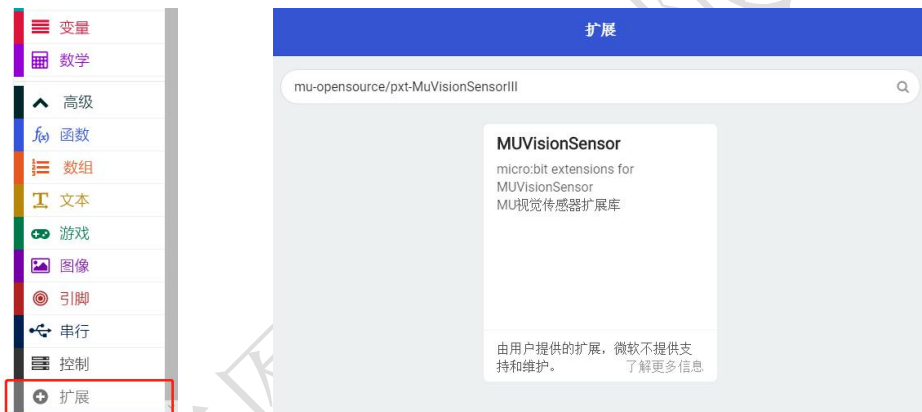 变量
数学
高级
函数
数组
文本
游戏
图像
引脚
串行
控制
扩展
扩展
mu-opensource/pxt-MuVisionSensorIII
MUVisionSensor
micro:bit extensions for
MUVisionSensor
MU视觉传感器扩展库
由用户提供的扩展，微软不提供支
持和维护。 了解更多信息